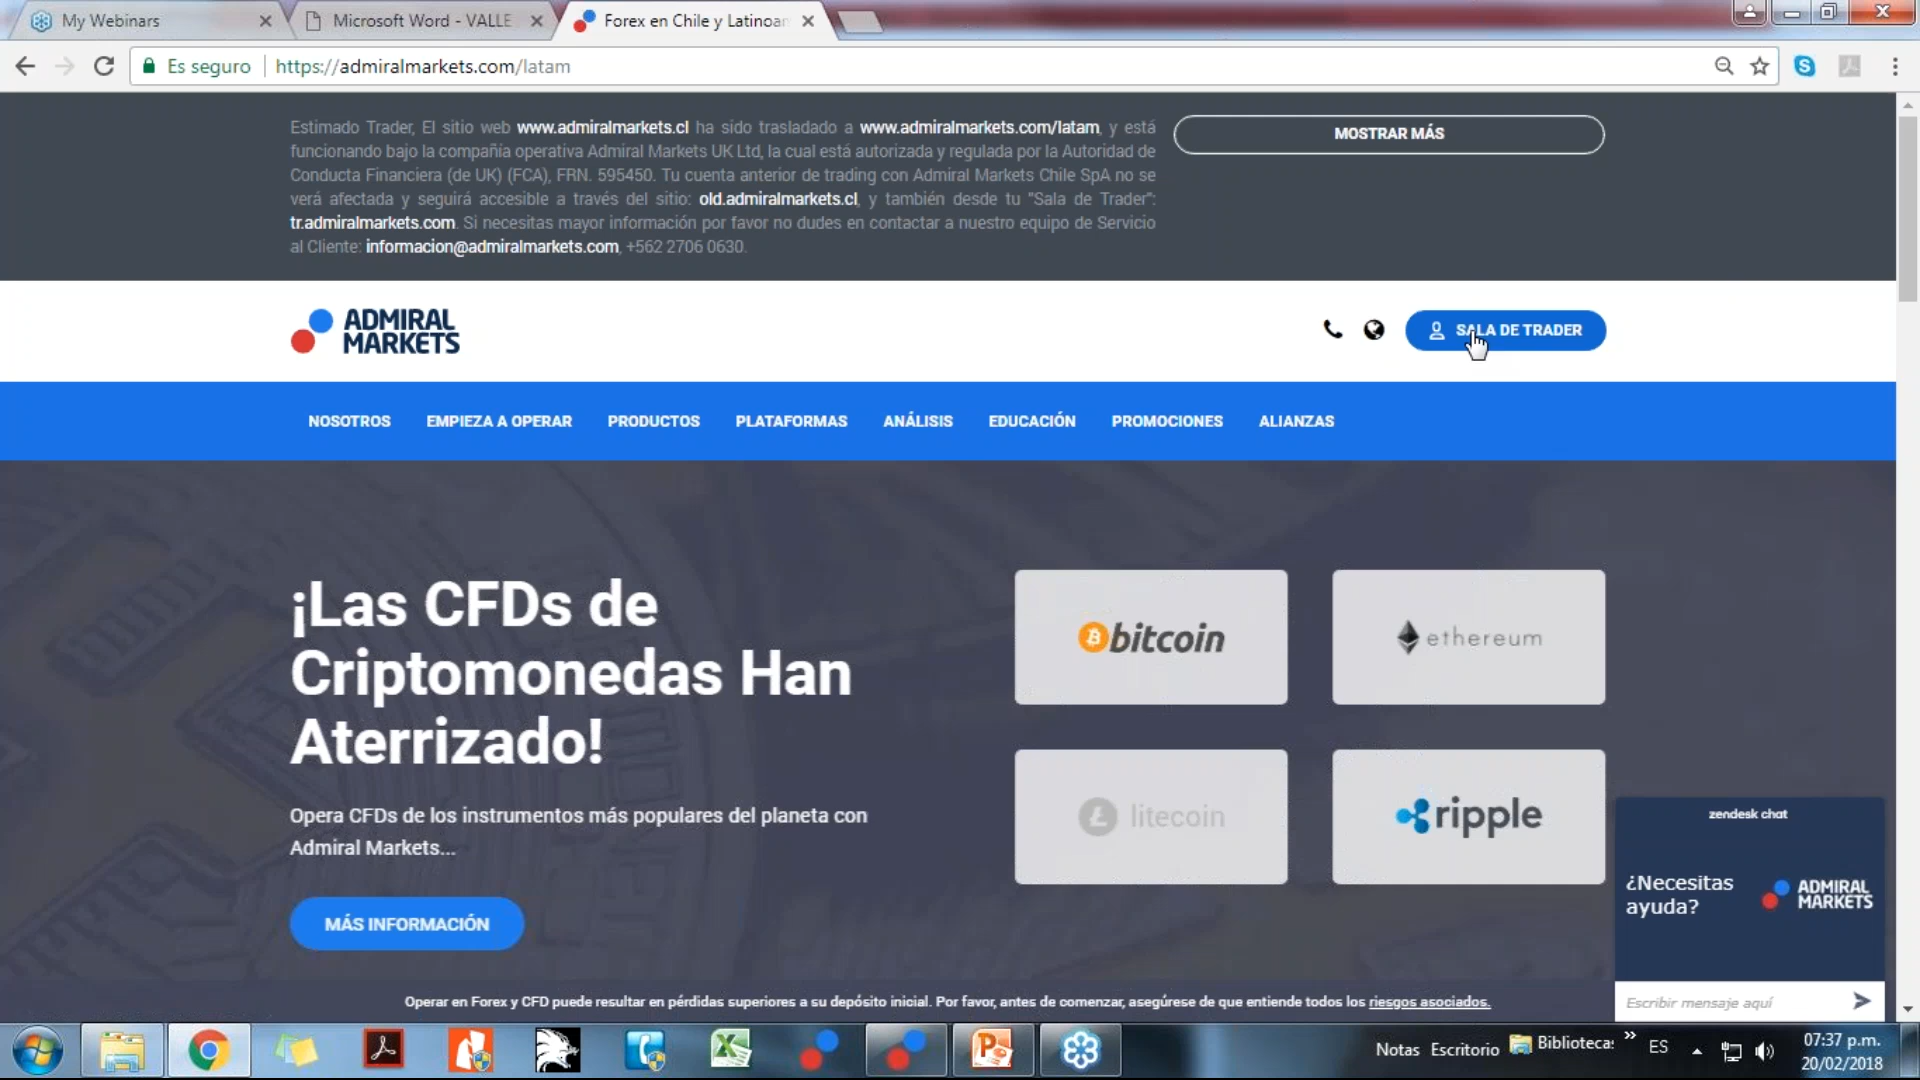 My Webinars
Microsoft Word - VALLE
Forex en Chile y Latinoam
Es seguro
https://admiralmarkets.com/latam
Estimado Trader, El sitio web www.admiralmarkets.cl ha sido trasladado a www.admiralmarkets.com/latam, y está
funcionando bajo la compañía operativa Admiral Markets UK Ltd, la cual está autorizada y regulada por la Autoridad de
Conducta Financiera (de UK) (FCA), FRN. 595450. Tu cuenta anterior de trading con Admiral Markets Chile SpA no se
verá afectada y seguirá accesible a través del sitio: old.admiralmarkets.cl, y también desde tu "Sala de Trader":
tr.admiralmarkets.com. Si necesitas mayor información por favor no dudes en contactar a nuestro equipo de Servicio
al Cliente: informacion@admiralmarkets.com, +562 2706 0630.
MOSTRAR MÁS
ADMIRAL
MARKETS
SALA DE TRADER
NOSOTROS EMPIEZA A OPERAR PRODUCTOS PLATAFORMAS ANÁLISIS EDUCACIÓN PROMOCIONES ALIANZAS
¡Las CFDs de
Criptomonedas Han
Aterrizado!
Opera CFDs de los instrumentos más populares del planeta con
Admiral Markets...
MÁS INFORMACIÓN
bitcoin
ethereum
litecoin
ripple
zendesk chat
¿Necesitas
ayuda?
ADMIRAL
MARKETS
Escribir mensaje aquí
Operar en Forex y CFD puede resultar en pérdidas superiores a su depósito inicial. Por favor, antes de comenzar, asegúrese de que entiende todos los riesgos asociados.
Notas Escritorio Bibliotecas
ES
07:37 p.m.
20/02/2018